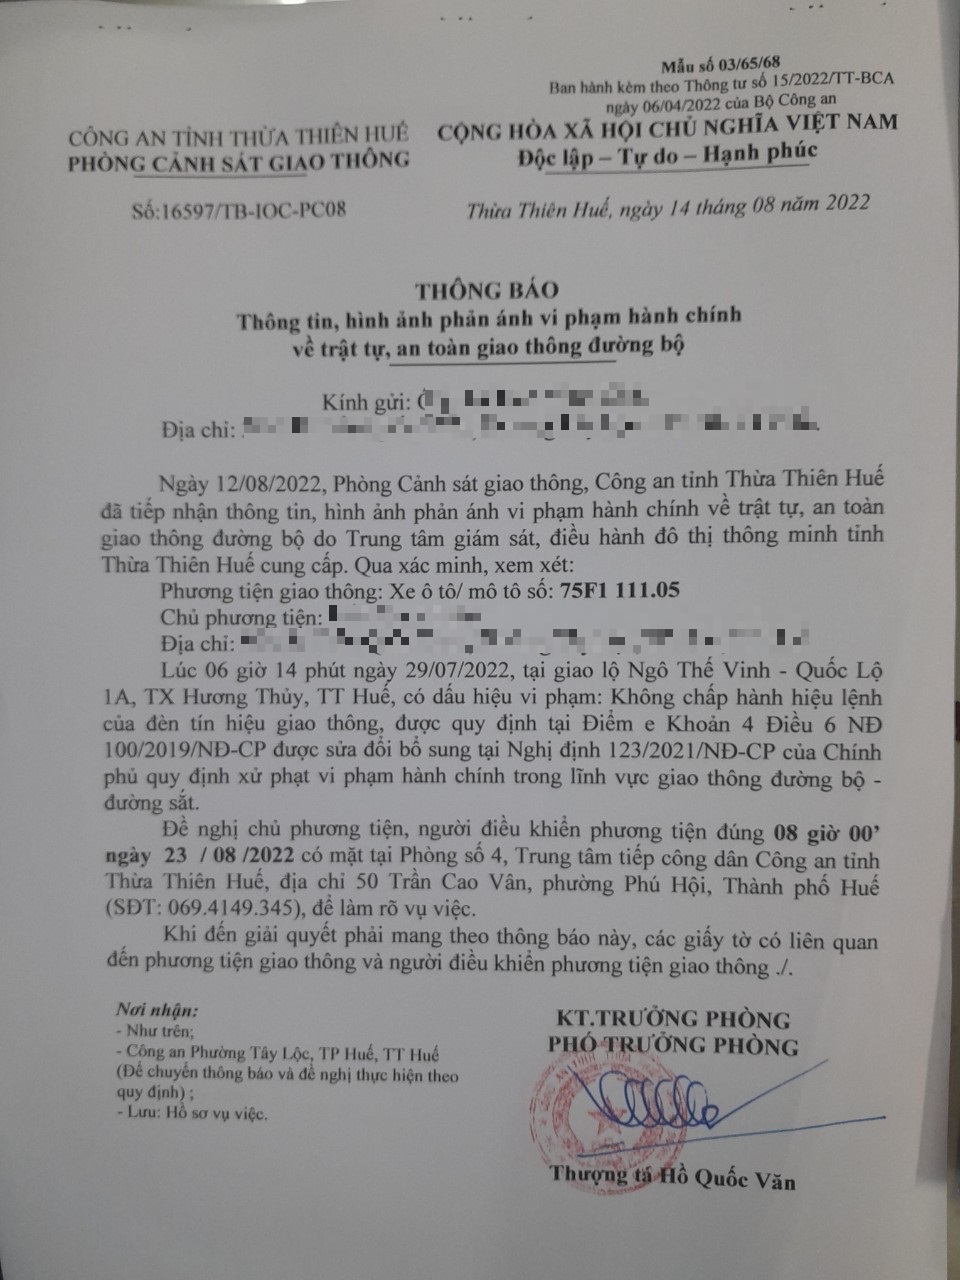 Mẫu số 03/65/68
Ban hành kèm theo Thông tư số 15/2022/TT-BCA
ngày 06/04/2022 của Bộ Công an
CÔNG AN TỈNH THỪA THIÊN HUẾ
PHÒNG CẢNH SÁT GIAO THÔNG
CỘNG HÒA XÃ HỘI CHỦ NGHĨA VIỆT NAM
Độc lập – Tự do – Hạnh phúc
Số:16597/TB-IOC-PC08
Thừa Thiên Huế, ngày 14 tháng 08 năm 2022
THÔNG BÁO
Thông tin, hình ảnh phản ánh vi phạm hành chính
về trật tự, an toàn giao thông đường bộ
Kính gửi:
Địa chỉ:
Ngày 12/08/2022, Phòng Cảnh sát giao thông, Công an tỉnh Thừa Thiên Huế
đã tiếp nhận thông tin, hình ảnh phản ánh vi phạm hành chính về trật tự, an toàn
giao thông đường bộ do Trung tâm giám sát, điều hành đô thị thông minh tỉnh
Thừa Thiên Huế cung cấp. Qua xác minh, xem xét:
Phương tiện giao thông: Xe ô tô/ mô tô số: 75F1 111.05
Chủ phương tiện:
Địa chỉ:
Lúc 06 giờ 14 phút ngày 29/07/2022, tại giao lộ Ngô Thế Vinh - Quốc Lộ
1A, TX Hương Thủy, TT Huế, có dấu hiệu vi phạm: Không chấp hành hiệu lệnh
của đèn tín hiệu giao thông, được quy định tại Điểm e Khoản 4 Điều 6 NĐ
100/2019/NĐ-CP được sửa đổi bổ sung tại Nghị định 123/2021/NĐ-CP của Chính
phủ quy định xử phạt vi phạm hành chính trong lĩnh vực giao thông đường bộ -
đường sắt.
Đề nghị chủ phương tiện, người điều khiển phương tiện đúng 08 giờ 00’
ngày 23 / 08 /2022 có mặt tại Phòng số 4, Trung tâm tiếp công dân Công an tỉnh
Thừa Thiên Huế, địa chỉ 50 Trần Cao Vân, phường Phú Hội, Thành phố Huế
(SĐT: 069.4149.345), để làm rõ vụ việc.
Khi đến giải quyết phải mang theo thông báo này, các giấy tờ có liên quan
đến phương tiện giao thông và người điều khiển phương tiện giao thông ./.
Nơi nhận:
- Như trên;
- Công an Phường Tây Lộc, TP Huế, TT Huế
(Để chuyển thông báo và đề nghị thực hiện theo
quy định) ;
- Lưu: Hồ sơ vụ việc.
KT.TRƯỞNG PHÒNG
PHÓ TRƯỞNG PHÒNG
Thượng tá Hồ Quốc Văn